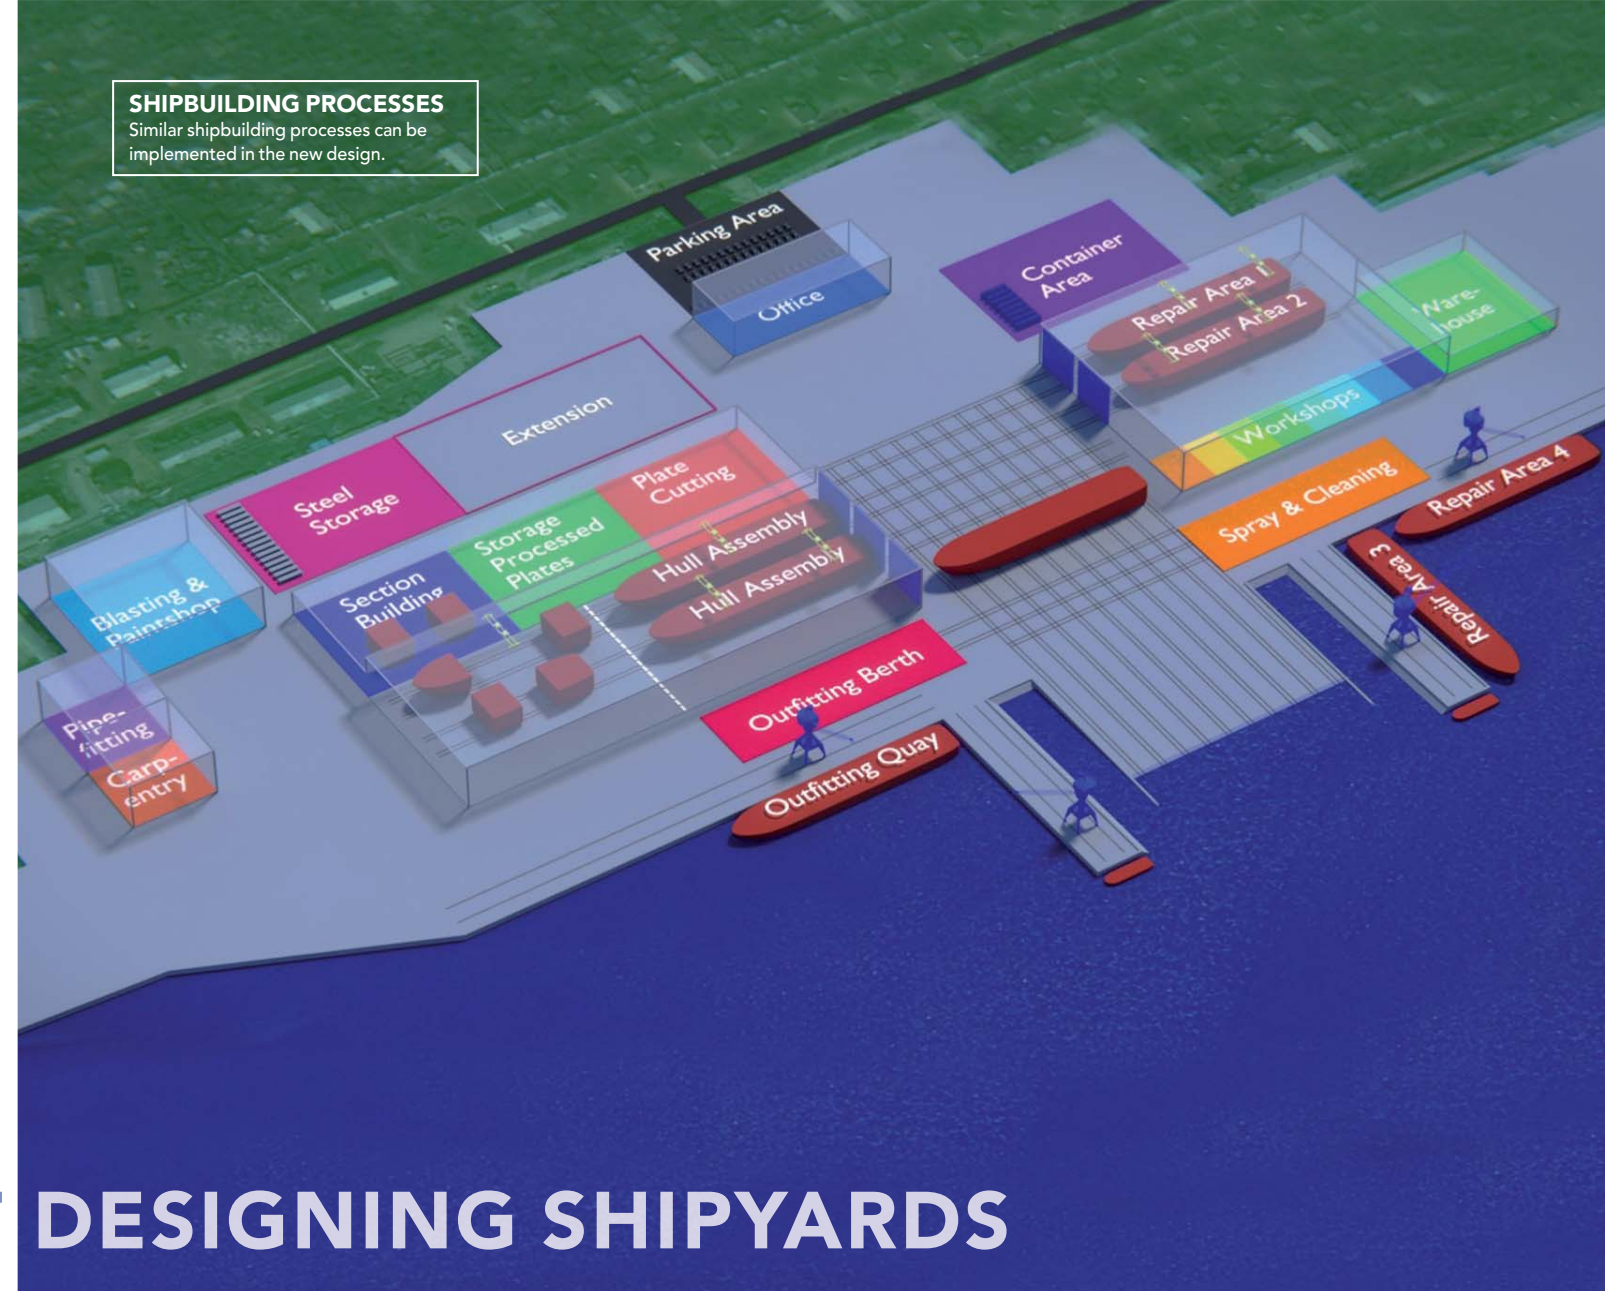 SHIPBUILDING PROCESSES
Similar shipbuilding processes can be
implemented in the new design.
Parking Area
Office
Container
Area
Repair Area 1
Repair Area 2
Ware-
house
Workshops
Extension
Steel
Storage
Plate
Cutting
Storage
Processed
Plates
Section
Building
Hull Assembly
Hull Assembly
Blasting &
Paintshop
Pipe-
fitting
Carp-
entry
Spray & Cleaning
Repair Area 4
Repair Area 3
Outfitting Berth
Outfitting Quay
DESIGNING SHIPYARDS